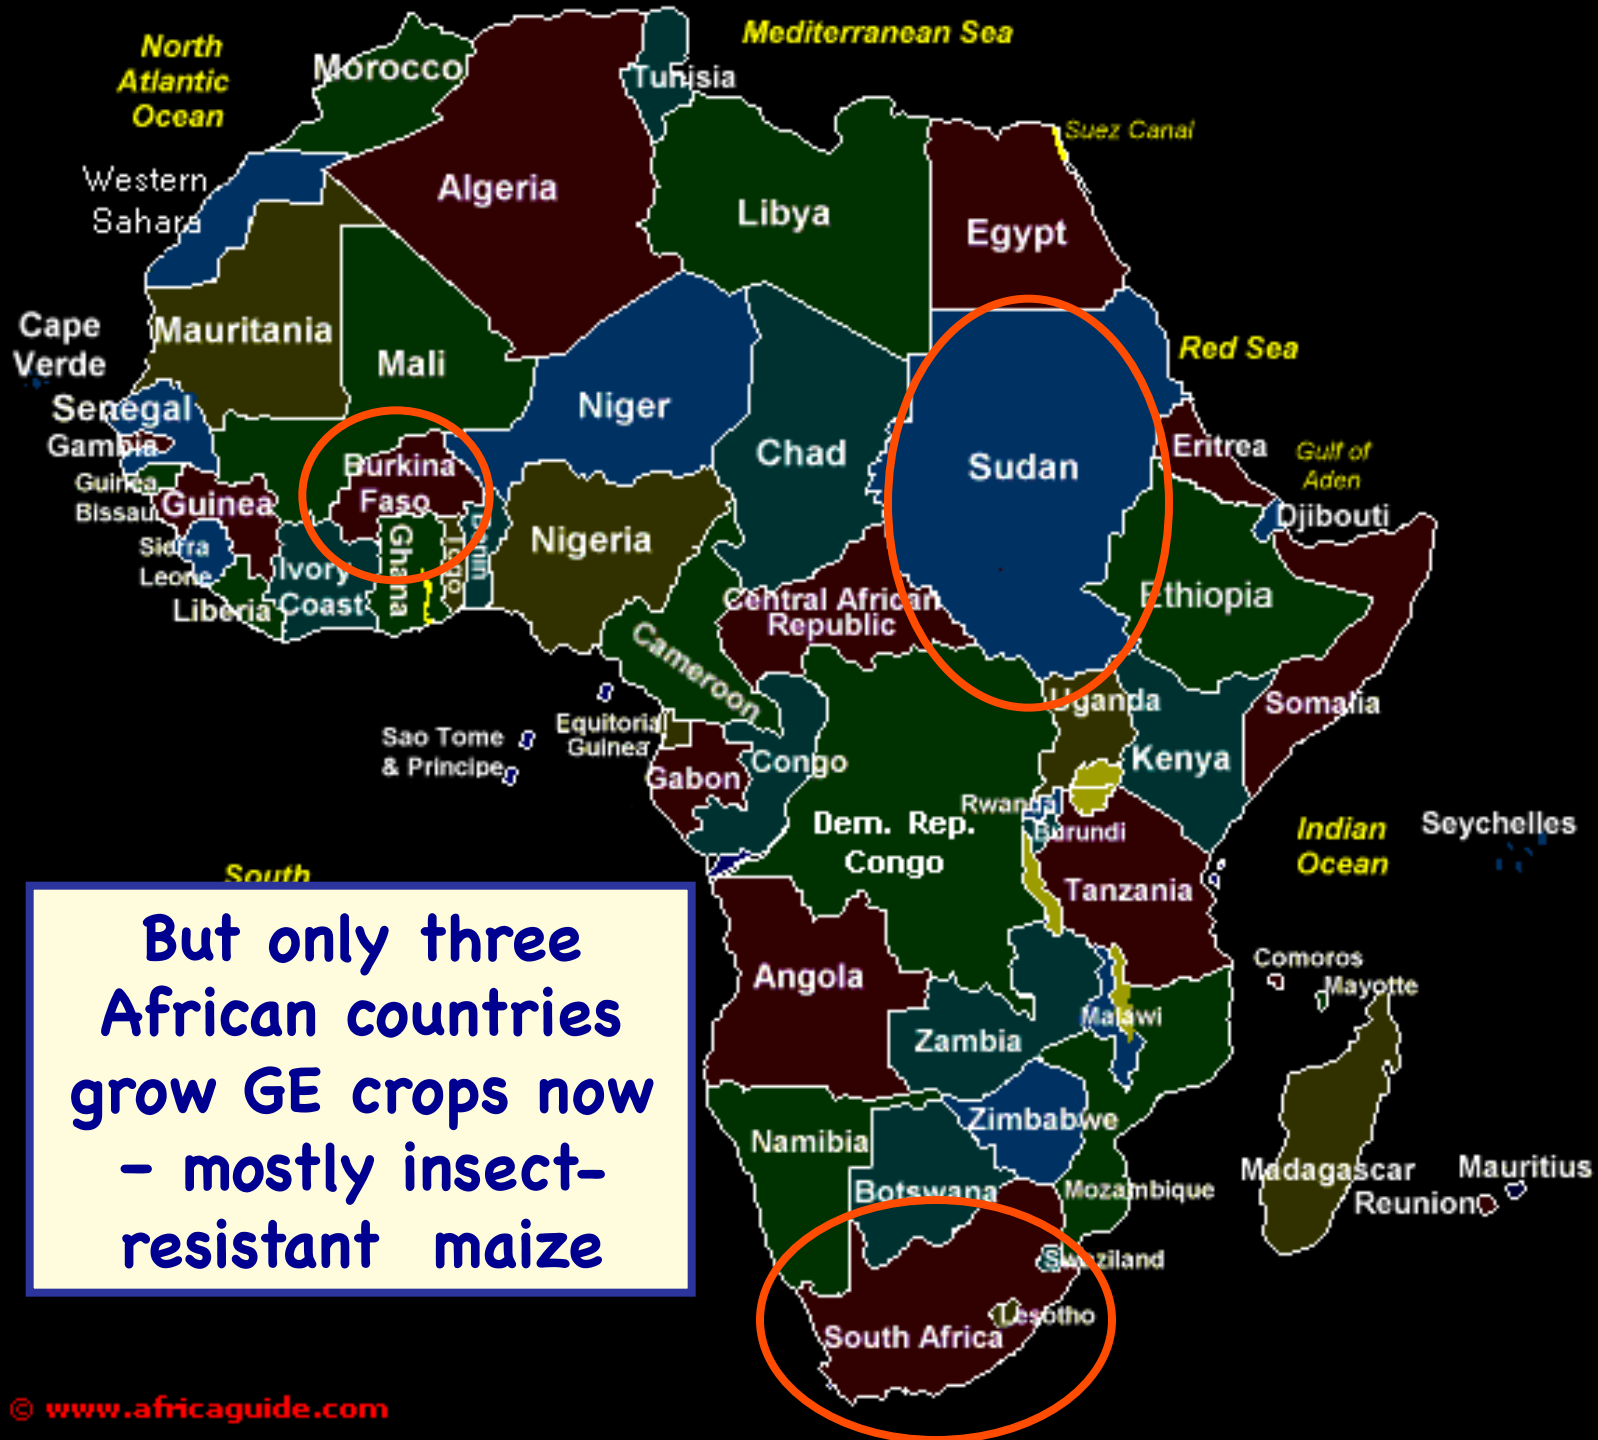 North
Atlantic
Ocean
Morocco
Tunisia
Mediterranean Sea
Suez Canal
Western
Sahara
Algeria
Libya
Egypt
Cape
Verde
Mauritania
Mali
Niger
Chad
Sudan
Red Sea
Senegal
Gambia
Guinea
Bissau
Guinea
Sierra
Leone
Liberia
Ivory
Coast
Burkina
Faso
Ghana
Togo
Benin
Nigeria
Eritrea
Gulf of
Aden
Djibouti
Ethiopia
Central African
Republic
Cameroon
Equitorial
Guinea
Sao Tome
& Principe
Gabon
Congo
Uganda
Kenya
Somalia
Rwanda
Burundi
Dem. Rep.
Congo
Tanzania
Indian
Ocean
Seychelles
South
But only three
African countries
grow GE crops now
– mostly insect-
resistant maize
Angola
Zambia
Malawi
Comoros
Mayotte
Namibia
Zimbabwe
Botswana
Mozambique
Madagascar
Mauritius
Reunion
Swaziland
Lesotho
South Africa
© www.africaguide.com